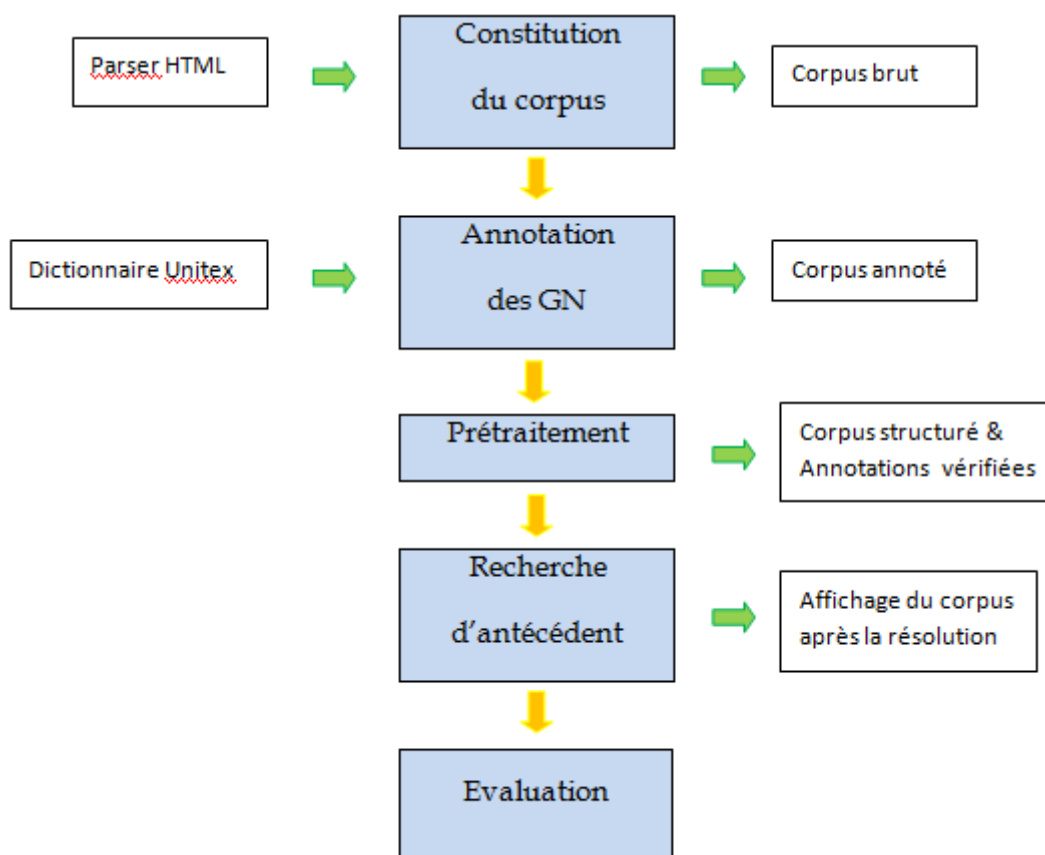 Parser HTML
Constitution
du corpus
Corpus brut
Dictionnaire Unitex
Annotation
des GN
Corpus annoté
Prétraitement
Corpus structuré &
Annotations vérifiées
Recherche
d'antécédent
Affichage du corpus
après la résolution
Evaluation